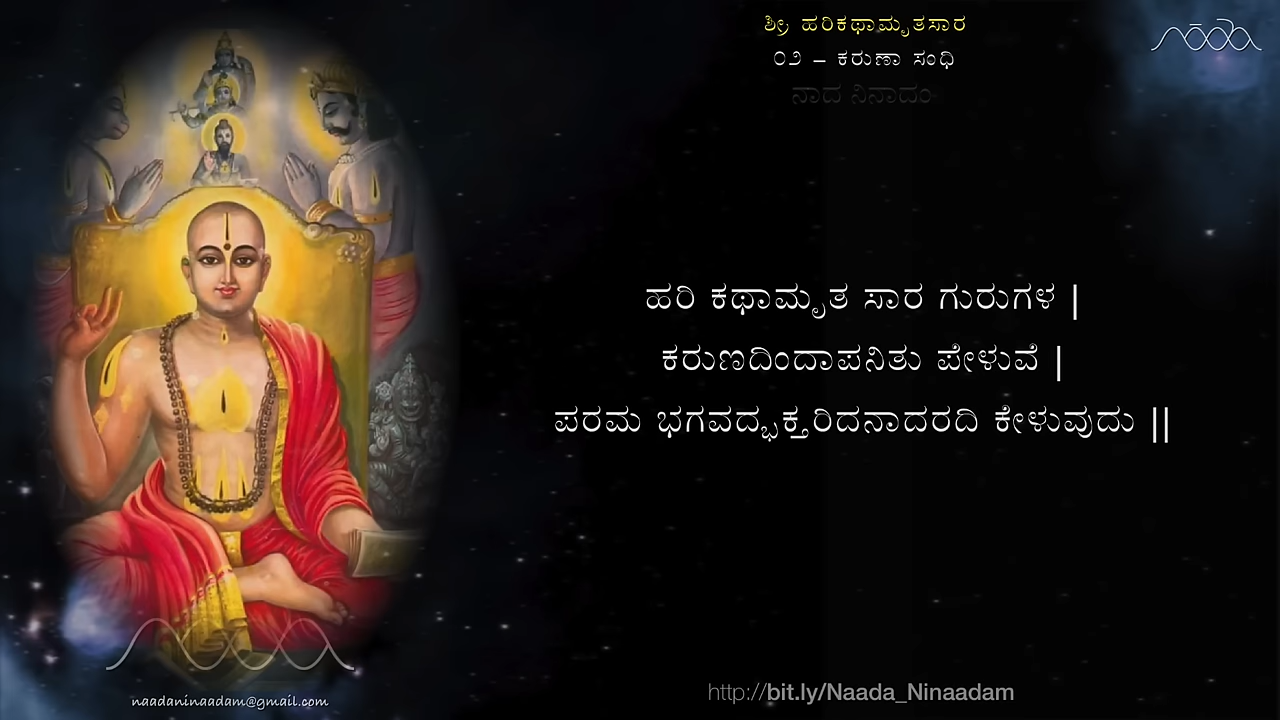 ಶ್ರೀ ಹರಿಕಥಾಮೃತಸಾರ
೦೨ – ಕರುಣಾ ಸಂಧಿ
ನಾದ ನಿನಾದಂ
ಹರಿ ಕಥಾಮೃತ ಸಾರ ಗುರುಗಳ |
ಕರುಣದಿಂದಾಪನಿತು ಪೇಳುವೆ |
ಪರಮ ಭಗವದ್ಭಕ್ತರಿದನಾದರದಿ ಕೇಳುವುದು ||
naadaninaadam@gmail.com
http://bit.ly/Naada_Ninaadam